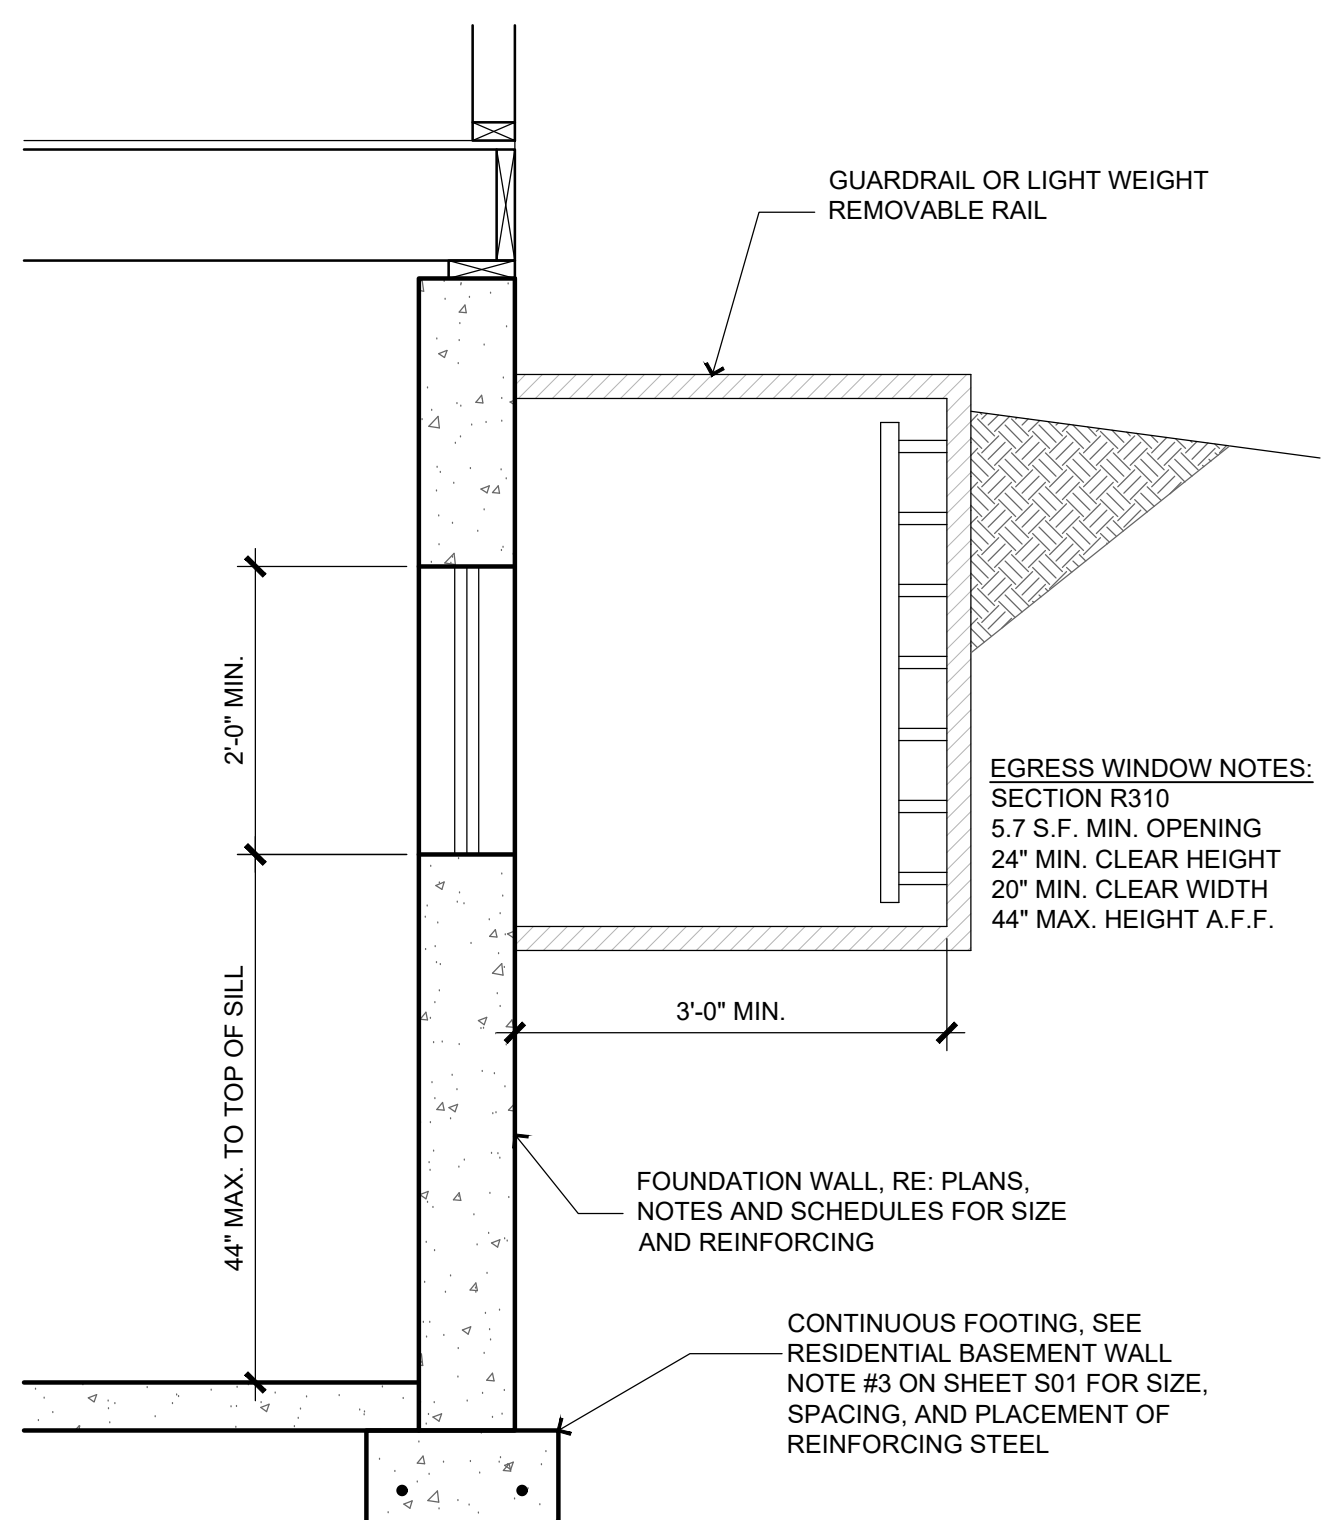 GUARDRAIL OR LIGHT WEIGHT
REMOVABLE RAIL
2'-0" MIN.
EGRESS WINDOW NOTES:
SECTION R310
5.7 S.F. MIN. OPENING
24" MIN. CLEAR HEIGHT
20" MIN. CLEAR WIDTH
44" MAX. HEIGHT A.F.F.
3'-0" MIN.
44" MAX. TO TOP OF SILL
FOUNDATION WALL, RE: PLANS,
NOTES AND SCHEDULES FOR SIZE
AND REINFORCING
CONTINUOUS FOOTING, SEE
RESIDENTIAL BASEMENT WALL
NOTE #3 ON SHEET S01 FOR SIZE,
SPACING, AND PLACEMENT OF
REINFORCING STEEL